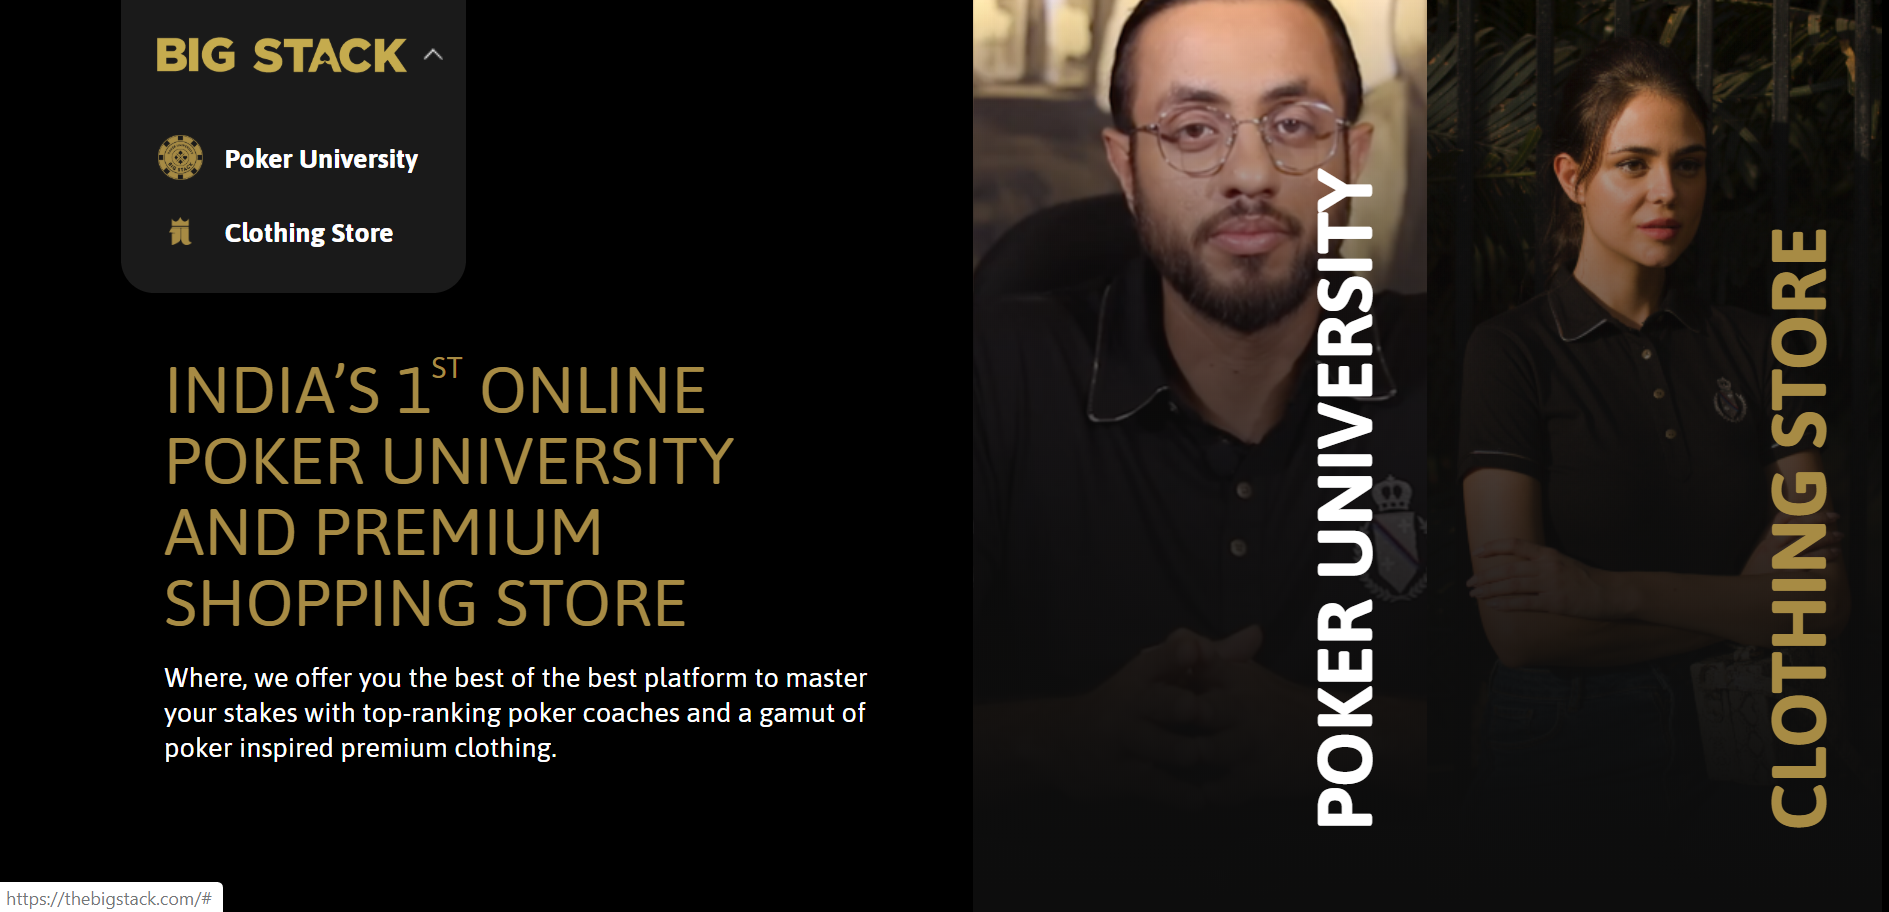 BIG STACK
Poker University
Clothing Store
INDIA’S 1ST ONLINE
POKER UNIVERSITY
AND PREMIUM
SHOPPING STORE
Where, we offer you the best of the best platform to master
your stakes with top-ranking poker coaches and a gamut of
poker inspired premium clothing.
POKER UNIVERSITY
CLOTHING STORE
https://thebigstack.com/#